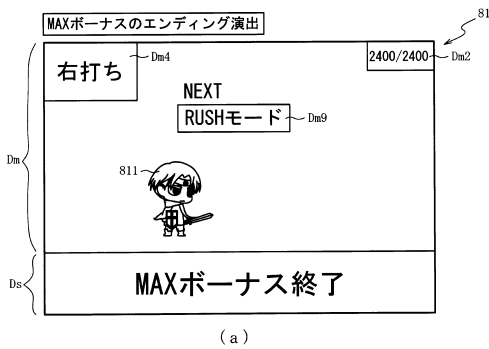 MAXボーナスのエンディング演出
81
右打ち
Dm4
2400/2400
Dm2
NEXT
RUSHモード
Dm9
Dm
811
Ds
MAXボーナス終了
(a)